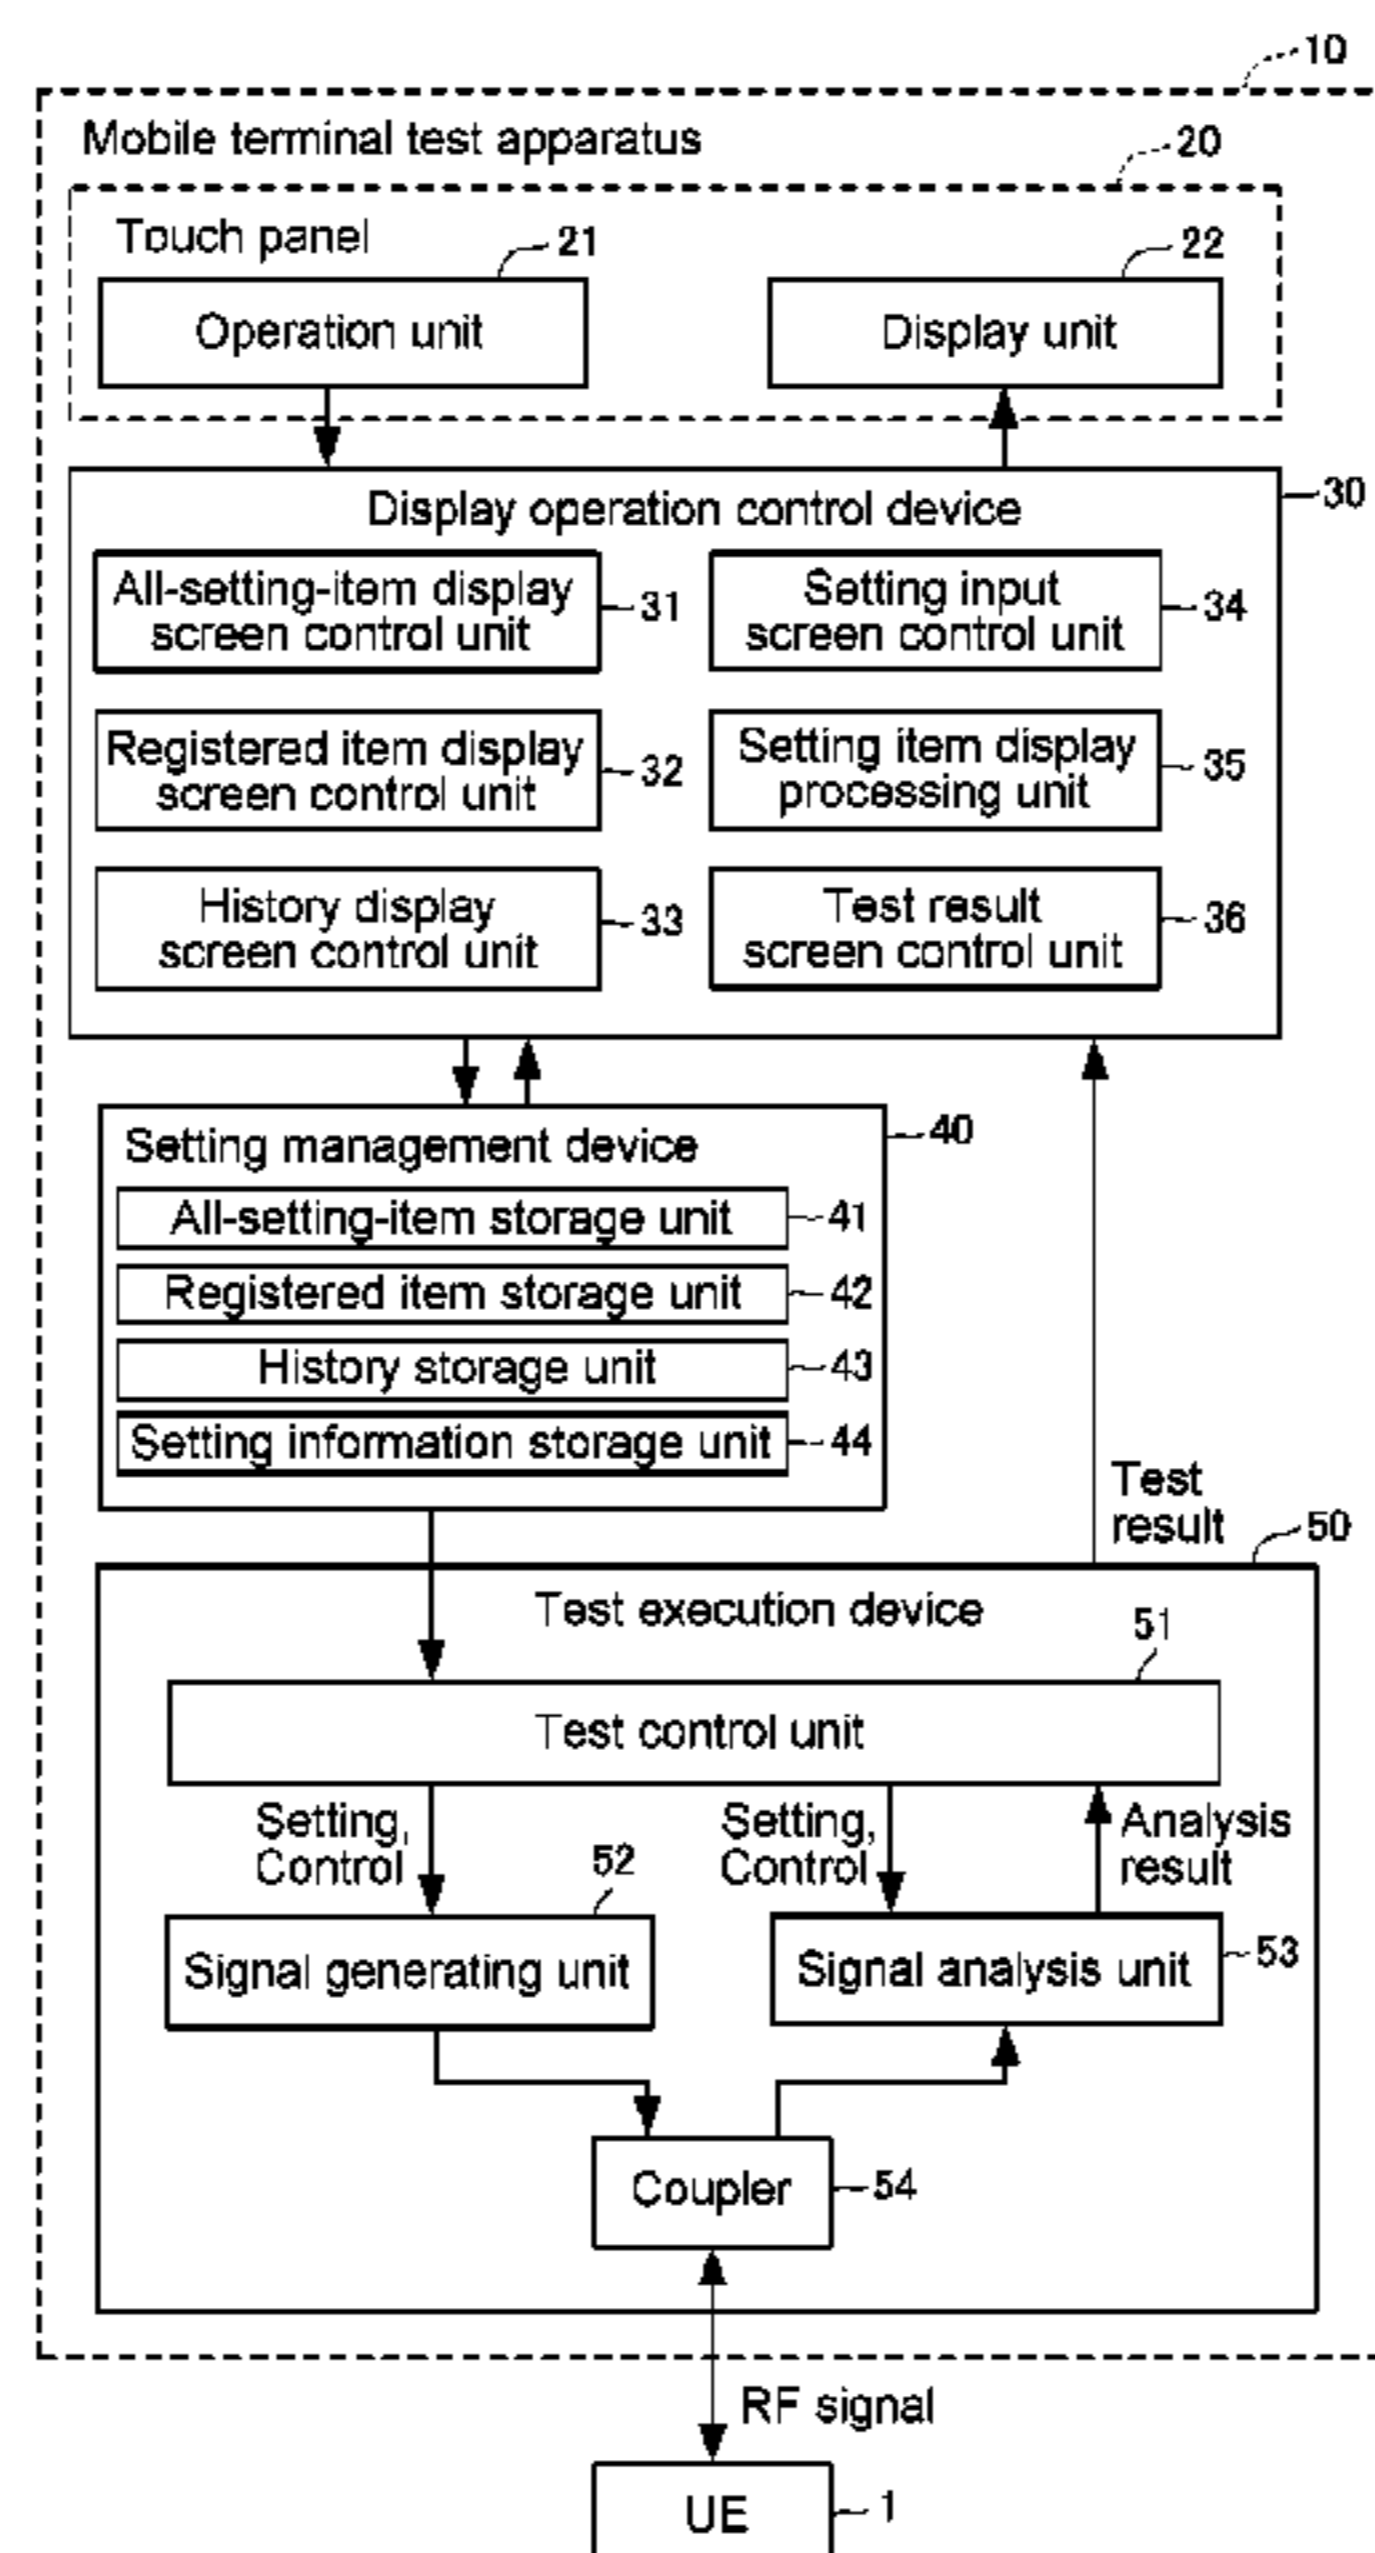 10
Mobile terminal test apparatus
20
Touch panel
21
22
Operation unit
Display unit
Display operation control device
30
All-setting-item display
screen control unit
31
Setting input
screen control unit
34
Registered item display
screen control unit
32
Setting item display
processing unit
35
History display
screen control unit
33
Test result
screen control unit
36
Setting management device
40
All-setting-item storage unit
41
Registered item storage unit
42
History storage unit
43
Setting information storage unit
44
Test
result
50
Test execution device
51
Test control unit
Setting,
Control
52
Setting,
Control
Analysis
result
Signal generating unit
Signal analysis unit
53
Coupler
54
RF signal
UE
1